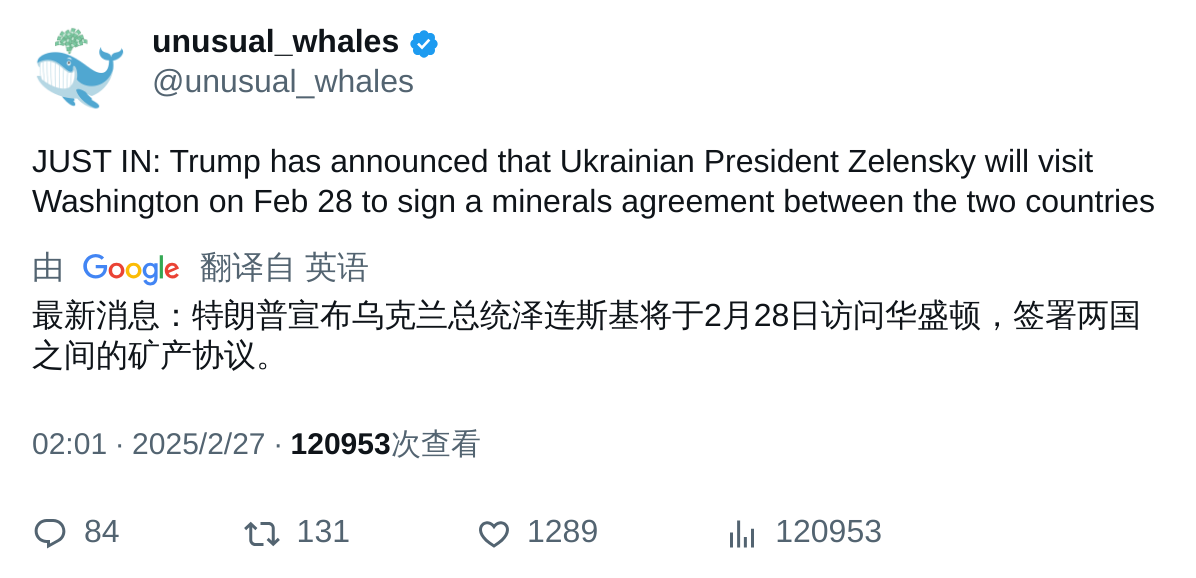 unusual_whales
@unusual_whales
JUST IN: Trump has announced that Ukrainian President Zelensky will visit
Washington on Feb 28 to sign a minerals agreement between the two countries
由 Google 翻译自 英语
最新消息：特朗普宣布乌克兰总统泽连斯基将于2月28日访问华盛顿，签署两国
之间的矿产协议。
02:01 · 2025/2/27 · 120953次查看
84 131 1289 120953